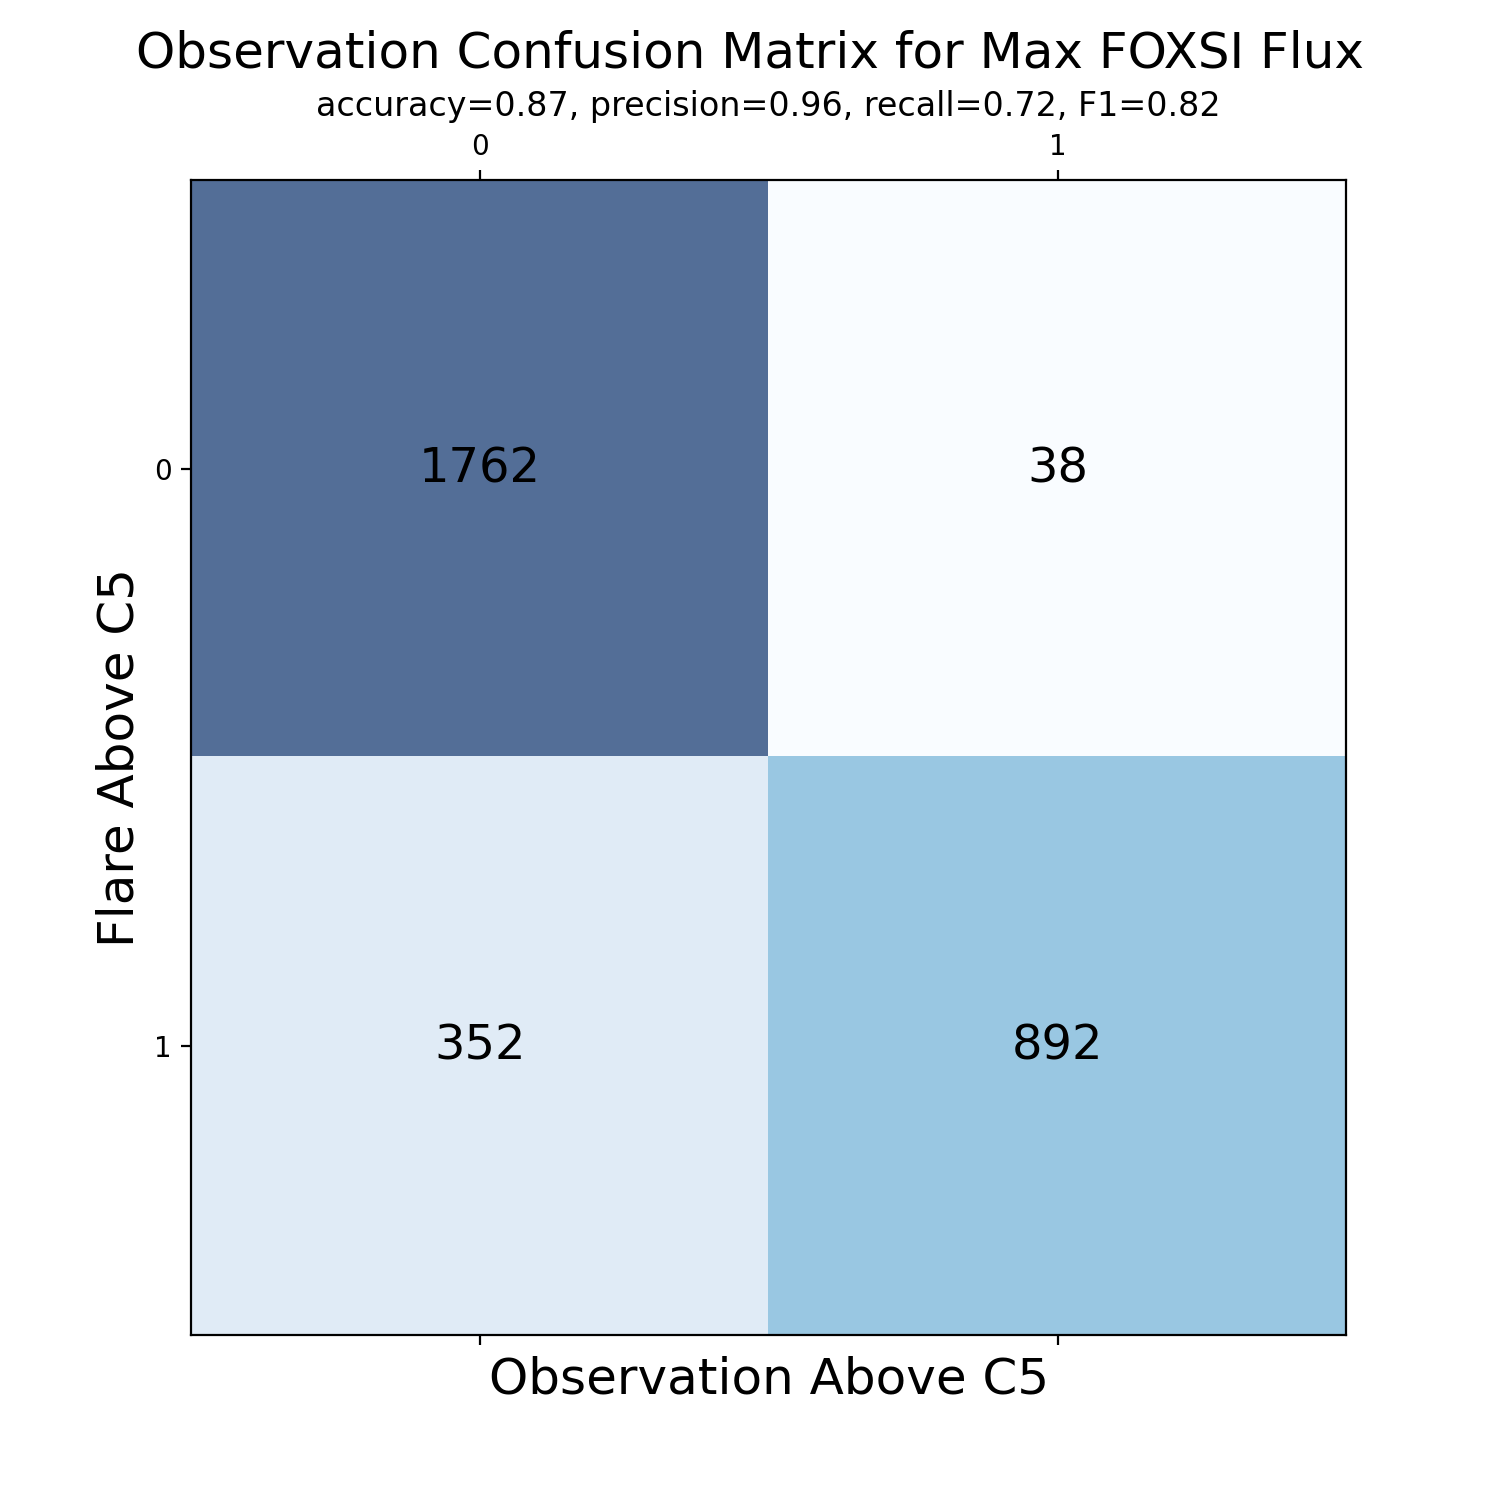 Observation Confusion Matrix for Max FOXSI Flux
accuracy=0.87, precision=0.96, recall=0.72, F1=0.82
0 1
0 1762 38
Flare Above C5
1 352 892
Observation Above C5